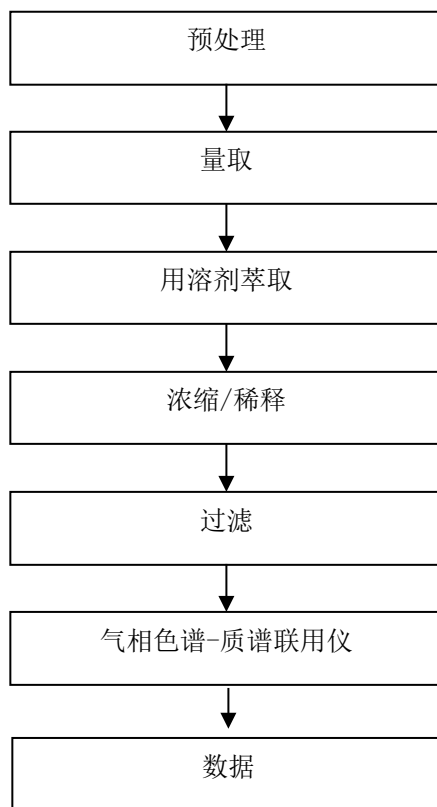 预处理
量取
用溶剂萃取
浓缩/稀释
过滤
气相色谱-质谱联用仪
数据